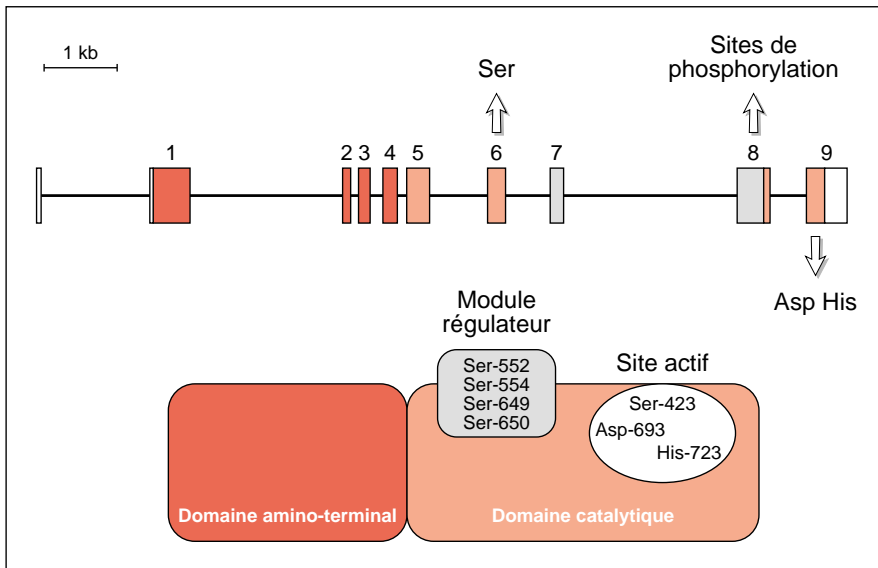 1 kb
Ser
Sites de
phosphorylation
1 2 3 4 5 6 7 8 9
Asp His
Module
régulateur
Ser-552
Ser-554
Ser-649
Ser-650
Site actif
Ser-423
Asp-693
His-723
Domaine amino-terminal
Domaine catalytique